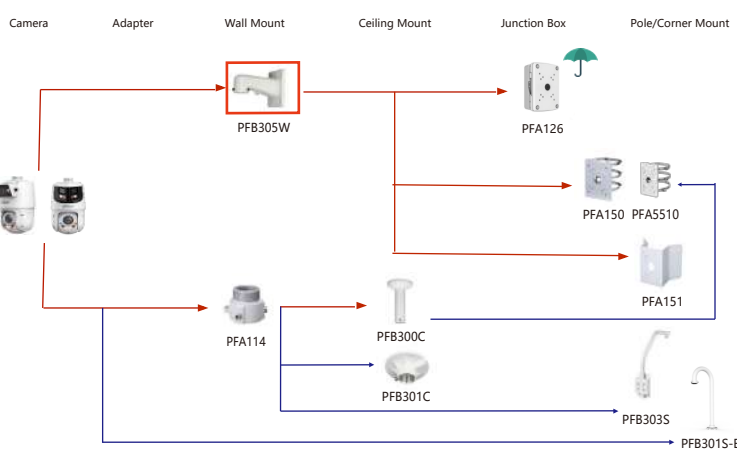 Camera Adapter Wall Mount Ceiling Mount Junction Box Pole/Corner Mount
PFB305W
PFA126
PFA150 PFA5510
PFA151
PFA114
PFB300C
PFB301C
PFB303S
PFB301S-E